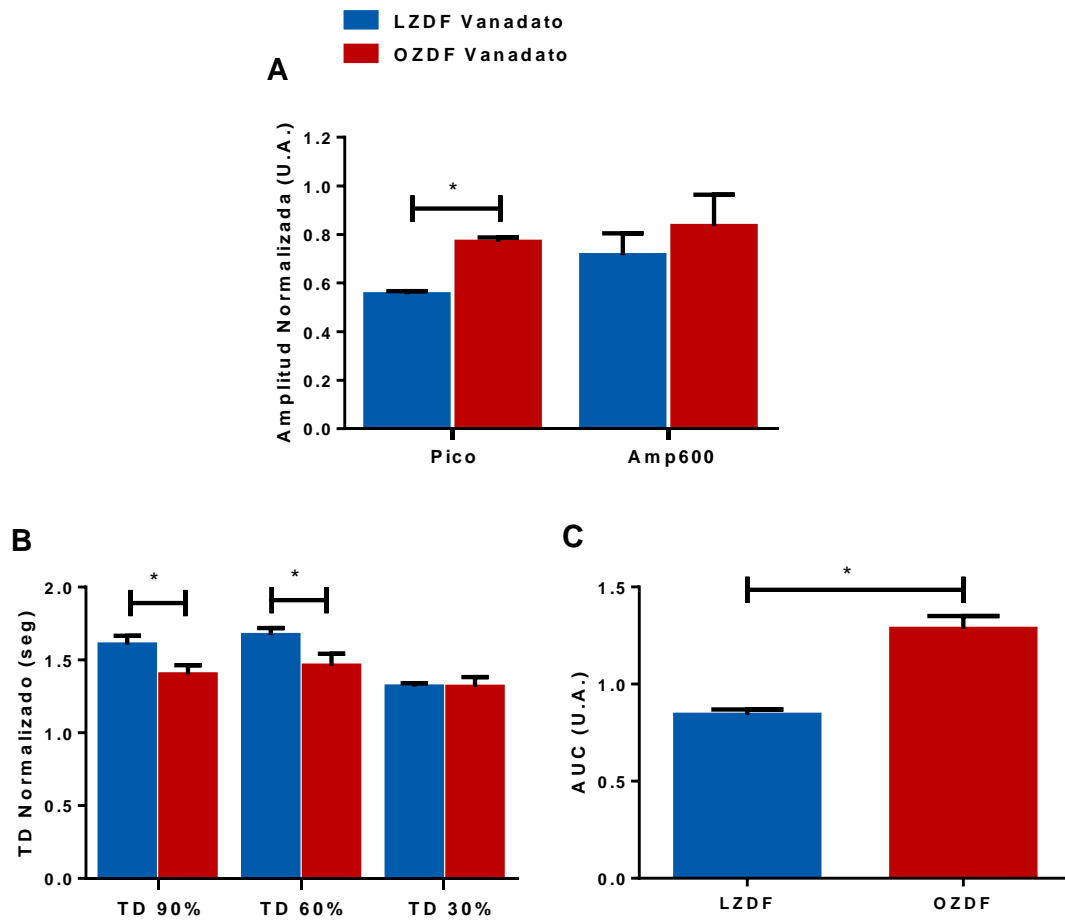 LZDF Vanadato
OZDF Vanadato
A
Amplitud Normalizada (U.A.)
1.2
1.0
0.8
0.6
0.4
0.2
0.0
*
Pico
Amp600
B
TD Normalizado (seg)
2.0
1.5
1.0
0.5
0.0
*
*
TD 90%
TD 60%
TD 30%
C
AUC (U.A.)
1.5
1.0
0.5
0.0
*
LZDF
OZDF